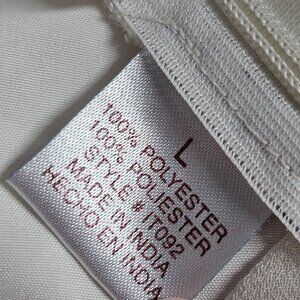 L
100% POLYESTER
100% POLIESTER
STYLE # IT092
MADE IN INDIA
HECHO EN INDIA